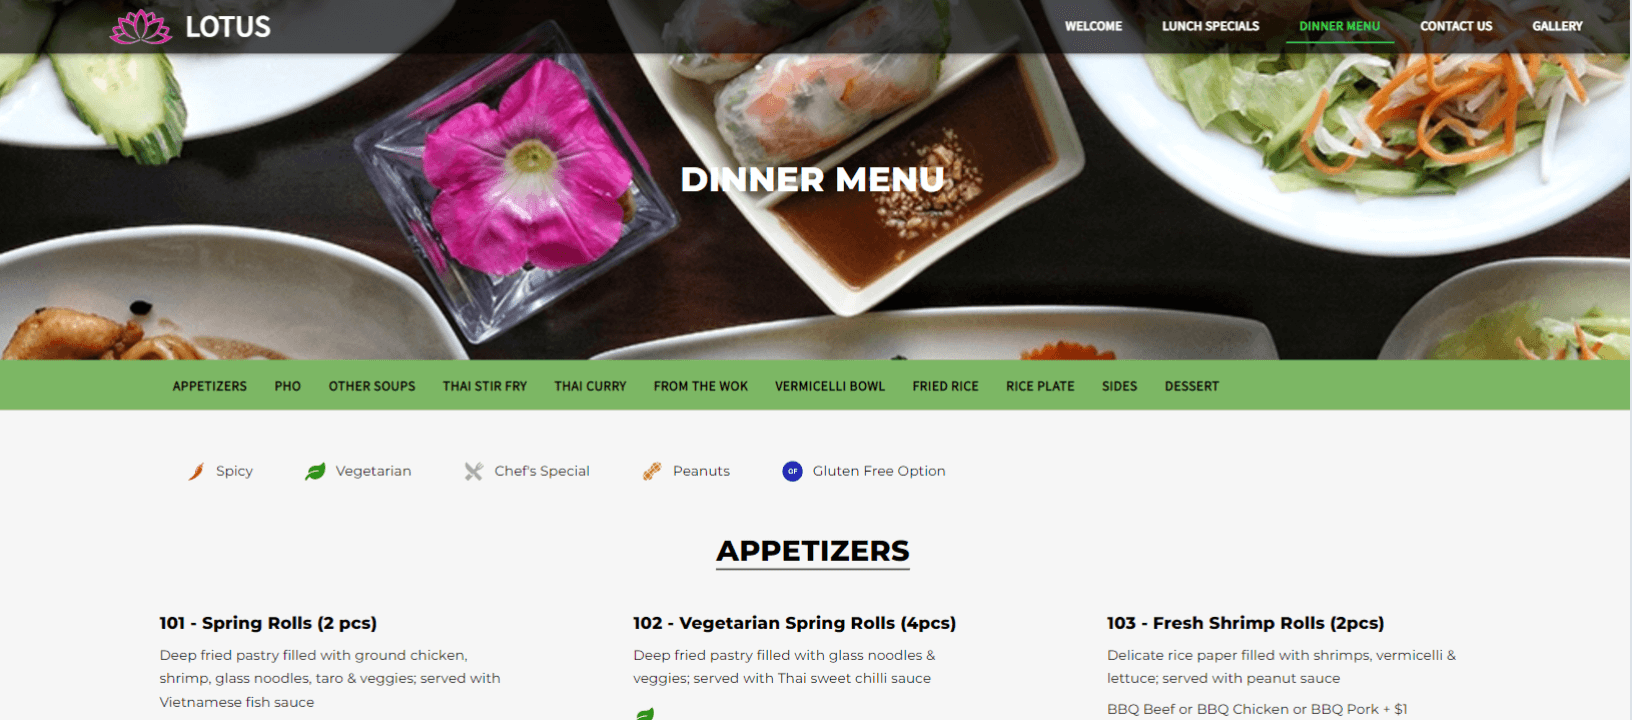 LOTUS
WELCOME LUNCH SPECIALS DINNER MENU CONTACT US GALLERY
DINNER MENU
APPETIZERS PHO OTHER SOUPS THAI STIR FRY THAI CURRY FROM THE WOK VERMICELLI BOWL FRIED RICE RICE PLATE SIDES DESSERT
Spicy Vegetarian Chef's Special Peanuts GF Gluten Free Option
APPETIZERS
101 - Spring Rolls (2 pcs)
Deep fried pastry filled with ground chicken,
shrimp, glass noodles, taro & veggies; served with
Vietnamese fish sauce
102 - Vegetarian Spring Rolls (4pcs)
Deep fried pastry filled with glass noodles &
veggies; served with Thai sweet chilli sauce
103 - Fresh Shrimp Rolls (2pcs)
Delicate rice paper filled with shrimps, vermicelli &
lettuce; served with peanut sauce
BBQ Beef or BBQ Chicken or BBQ Pork + $1